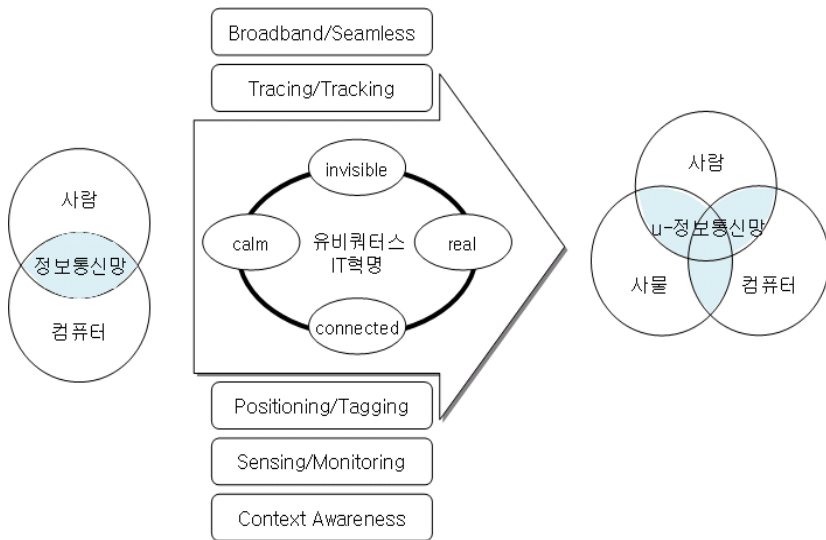 Broadband/Seamless
Tracing/Tracking
사람
정보통신망
컴퓨터
invisible
calm
유비쿼터스
IT혁명
real
connected
사람
μ-정보통신망
사물
컴퓨터
Positioning/Tagging
Sensing/Monitoring
Context Awareness